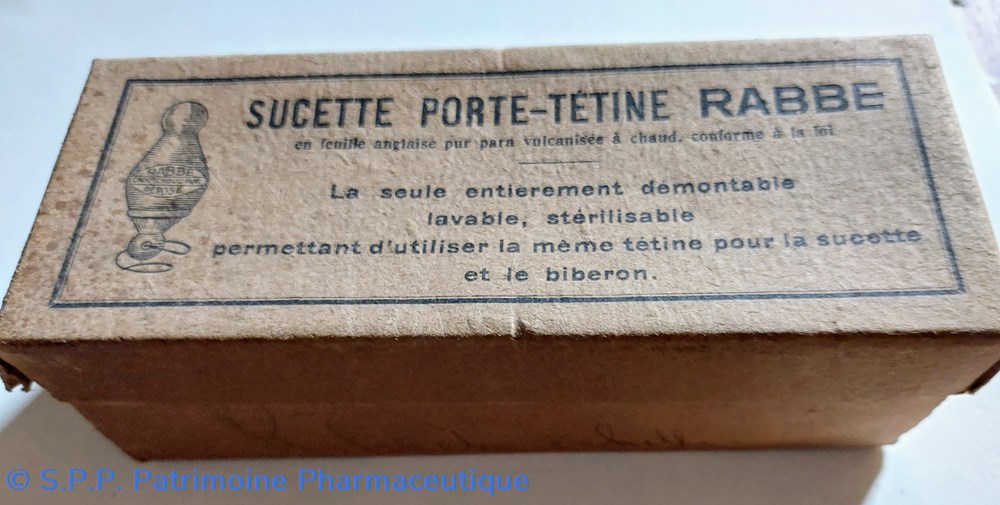 SUCETTE PORTE-TÉTINE RABBE
en feuille anglaise pur para vulcanisée à chaud, conforme à la loi
La seule entièrement démontable
lavable, stérilisable
permettant d'utiliser la même tétine pour la sucette
et le biberon.
RABBE
DÉPOSÉ
© S.P.P. Patrimoine Pharmaceutique